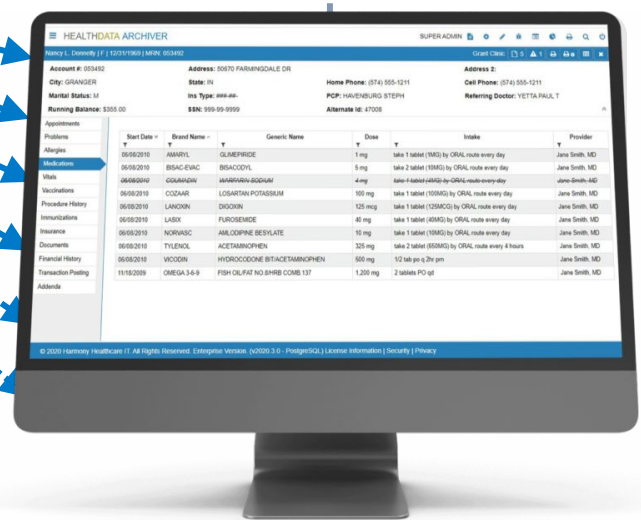 HEALTHDATA ARCHIVER SUPER ADMIN
Nancy L. Donnelly | F | 12/31/1969 | MRN: 053492 Grant Clinic 5 1
Account #: 053492 Address: 50670 FARMINGDALE DR Address 2:
City: GRANGER State: IN Home Phone: (574) 555-1211 Cell Phone: (574) 555-1211
Marital Status: M Ins Type: ###-##- PCP: HAVENBURG STEPH Referring Doctor: YETTA PAUL T
Running Balance: $365.00 SSN: 999-99-9999 Alternate Id: 47008
Appointments
Problems
Allergies
Medications
Vitals
Vaccinations
Procedure History
Immunizations
Insurance
Documents
Financial History
Transaction Posting
Addenda
Start Date Brand Name Generic Name Dose Intake Provider
06/08/2010 AMARYL GLIMEPIRIDE 1 mg take 1 tablet (1MG) by ORAL route every day Jane Smith, MD
06/08/2010 BISAC-EVAC BISACODYL 5 mg take 2 tablet (10MG) by ORAL route every day Jane Smith, MD
06/08/2010 COUMADIN WARFARIN SODIUM 4 mg take 1 tablet (4MG) by ORAL route every day Jane Smith, MD
06/08/2010 COZAAR LOSARTAN POTASSIUM 100 mg take 1 tablet (100MG) by ORAL route every day Jane Smith, MD
06/08/2010 LANOXIN DIGOXIN 125 mcg take 1 tablet (125MCG) by ORAL route every day Jane Smith, MD
06/08/2010 LASIX FUROSEMIDE 40 mg take 1 tablet (40MG) by ORAL route every day Jane Smith, MD
06/08/2010 NORVASC AMLODIPINE BESYLATE 10 mg take 1 tablet (10MG) by ORAL route every day Jane Smith, MD
06/08/2010 TYLENOL ACETAMINOPHEN 325 mg take 2 tablet (650MG) by ORAL route every 4 hours Jane Smith, MD
06/08/2010 VICODIN HYDROCODONE BIT/ACETAMINOPHEN 500 mg 1/2 tab po q 2hr prn Jane Smith, MD
11/18/2009 OMEGA 3-6-9 FISH OIL/FAT NO.8/HRB COMB 137 1,200 mg 2 tablets PO qd Jane Smith, MD
© 2020 Harmony Healthcare IT. All Rights Reserved. Enterprise Version. (v2020.3.0 - PostgreSQL) License Information | Security | Privacy